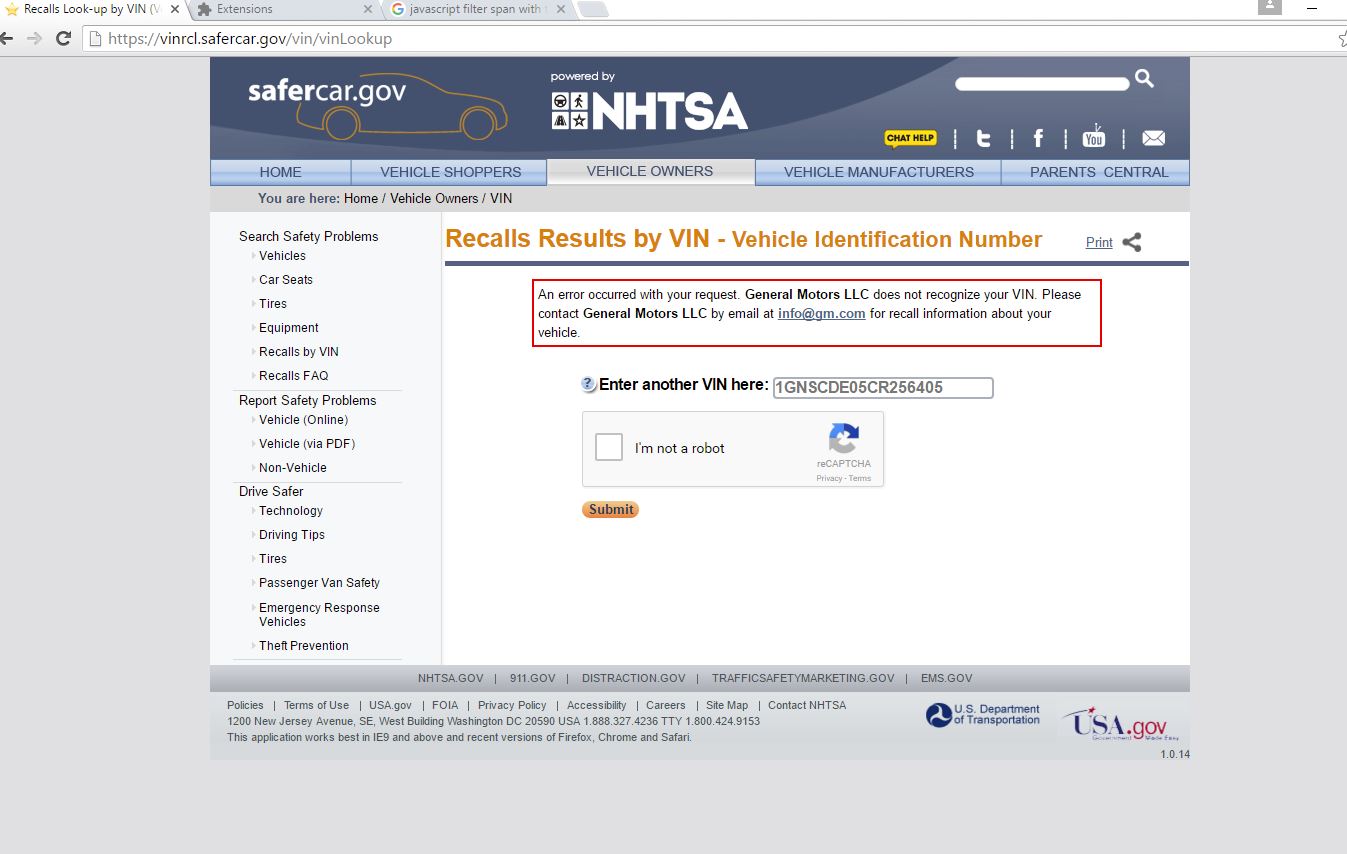 Recalls Look-up by VIN (V
Extensions
javascript filter span with
https://vinrcl.safercar.gov/vin/vinLookup
safercar.gov
powered by
NHTSA
CHAT HELP
You
HOME
VEHICLE SHOPPERS
VEHICLE OWNERS
VEHICLE MANUFACTURERS
PARENTS CENTRAL
You are here: Home / Vehicle Owners / VIN
Search Safety Problems
Vehicles
Car Seats
Tires
Equipment
Recalls by VIN
Recalls FAQ
Report Safety Problems
Vehicle (Online)
Vehicle (via PDF)
Non-Vehicle
Drive Safer
Technology
Driving Tips
Tires
Passenger Van Safety
Emergency Response
Vehicles
Theft Prevention
Recalls Results by VIN - Vehicle Identification Number
Print
An error occurred with your request. General Motors LLC does not recognize your VIN. Please
contact General Motors LLC by email at info@gm.com for recall information about your
vehicle.
? Enter another VIN here: 1GNSCDE05CR256405
I'm not a robot
reCAPTCHA
Privacy - Terms
Submit
NHTSA.GOV | 911.GOV | DISTRACTION.GOV | TRAFFICSAFETYMARKETING.GOV | EMS.GOV
Policies | Terms of Use | USA.gov | FOIA | Privacy Policy | Accessibility | Careers | Site Map | Contact NHTSA
1200 New Jersey Avenue, SE, West Building Washington DC 20590 USA 1.888.327.4236 TTY 1.800.424.9153
This application works best in IE9 and above and recent versions of Firefox, Chrome and Safari.
U.S. Department
of Transportation
USA.gov
Government Made Easy
1.0.14